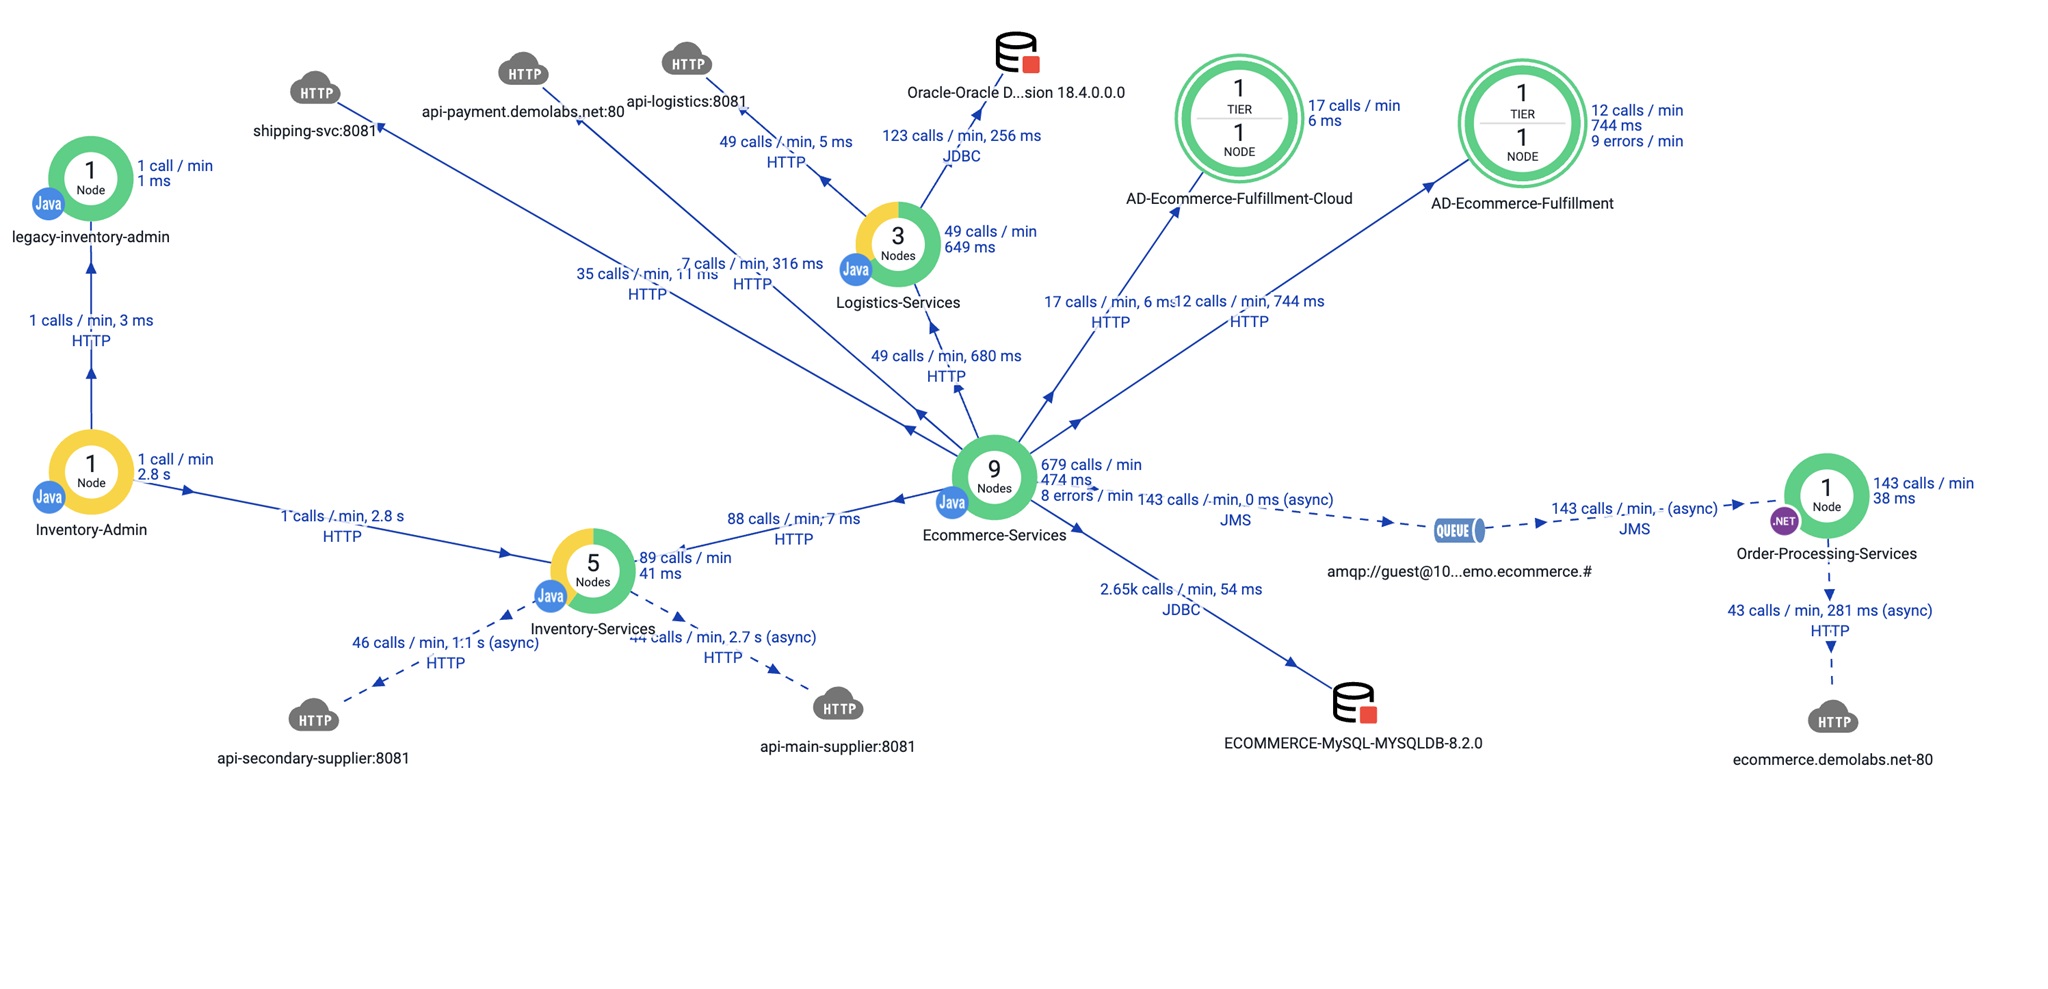 HTTP
shipping-svc:8081
HTTP
api-payment.demolabs.net:80
HTTP
api-logistics:8081
Oracle-Oracle D...sion 18.4.0.0.0
1
TIER
1
NODE
17 calls / min
6 ms
AD-Ecommerce-Fulfillment-Cloud
1
TIER
1
NODE
12 calls / min
744 ms
9 errors / min
AD-Ecommerce-Fulfillment
1
Node
Java
1 call / min
1 ms
legacy-inventory-admin
49 calls / min, 5 ms
HTTP
123 calls / min, 256 ms
JDBC
3
Nodes
Java
49 calls / min
649 ms
Logistics-Services
35 calls / min, 11 ms
HTTP
7 calls / min, 316 ms
HTTP
17 calls / min, 6 ms
HTTP
12 calls / min, 744 ms
HTTP
1 calls / min, 3 ms
HTTP
49 calls / min, 680 ms
HTTP
1
Node
Java
1 call / min
2.8 s
Inventory-Admin
9
Nodes
Java
679 calls / min
474 ms
8 errors / min
Ecommerce-Services
143 calls / min, 0 ms (async)
JMS
QUEUE
amqp://guest@10...emo.ecommerce.#
143 calls / min, - (async)
JMS
1
Node
.NET
143 calls / min
38 ms
Order-Processing-Services
1 calls / min, 2.8 s
HTTP
88 calls / min, 7 ms
HTTP
5
Nodes
Java
89 calls / min
41 ms
Inventory-Services
2.65k calls / min, 54 ms
JDBC
43 calls / min, 281 ms (async)
HTTP
46 calls / min, 1.1 s (async)
HTTP
44 calls / min, 2.7 s (async)
HTTP
HTTP
api-secondary-supplier:8081
HTTP
api-main-supplier:8081
ECOMMERCE-MySQL-MYSQLDB-8.2.0
HTTP
ecommerce.demolabs.net-80